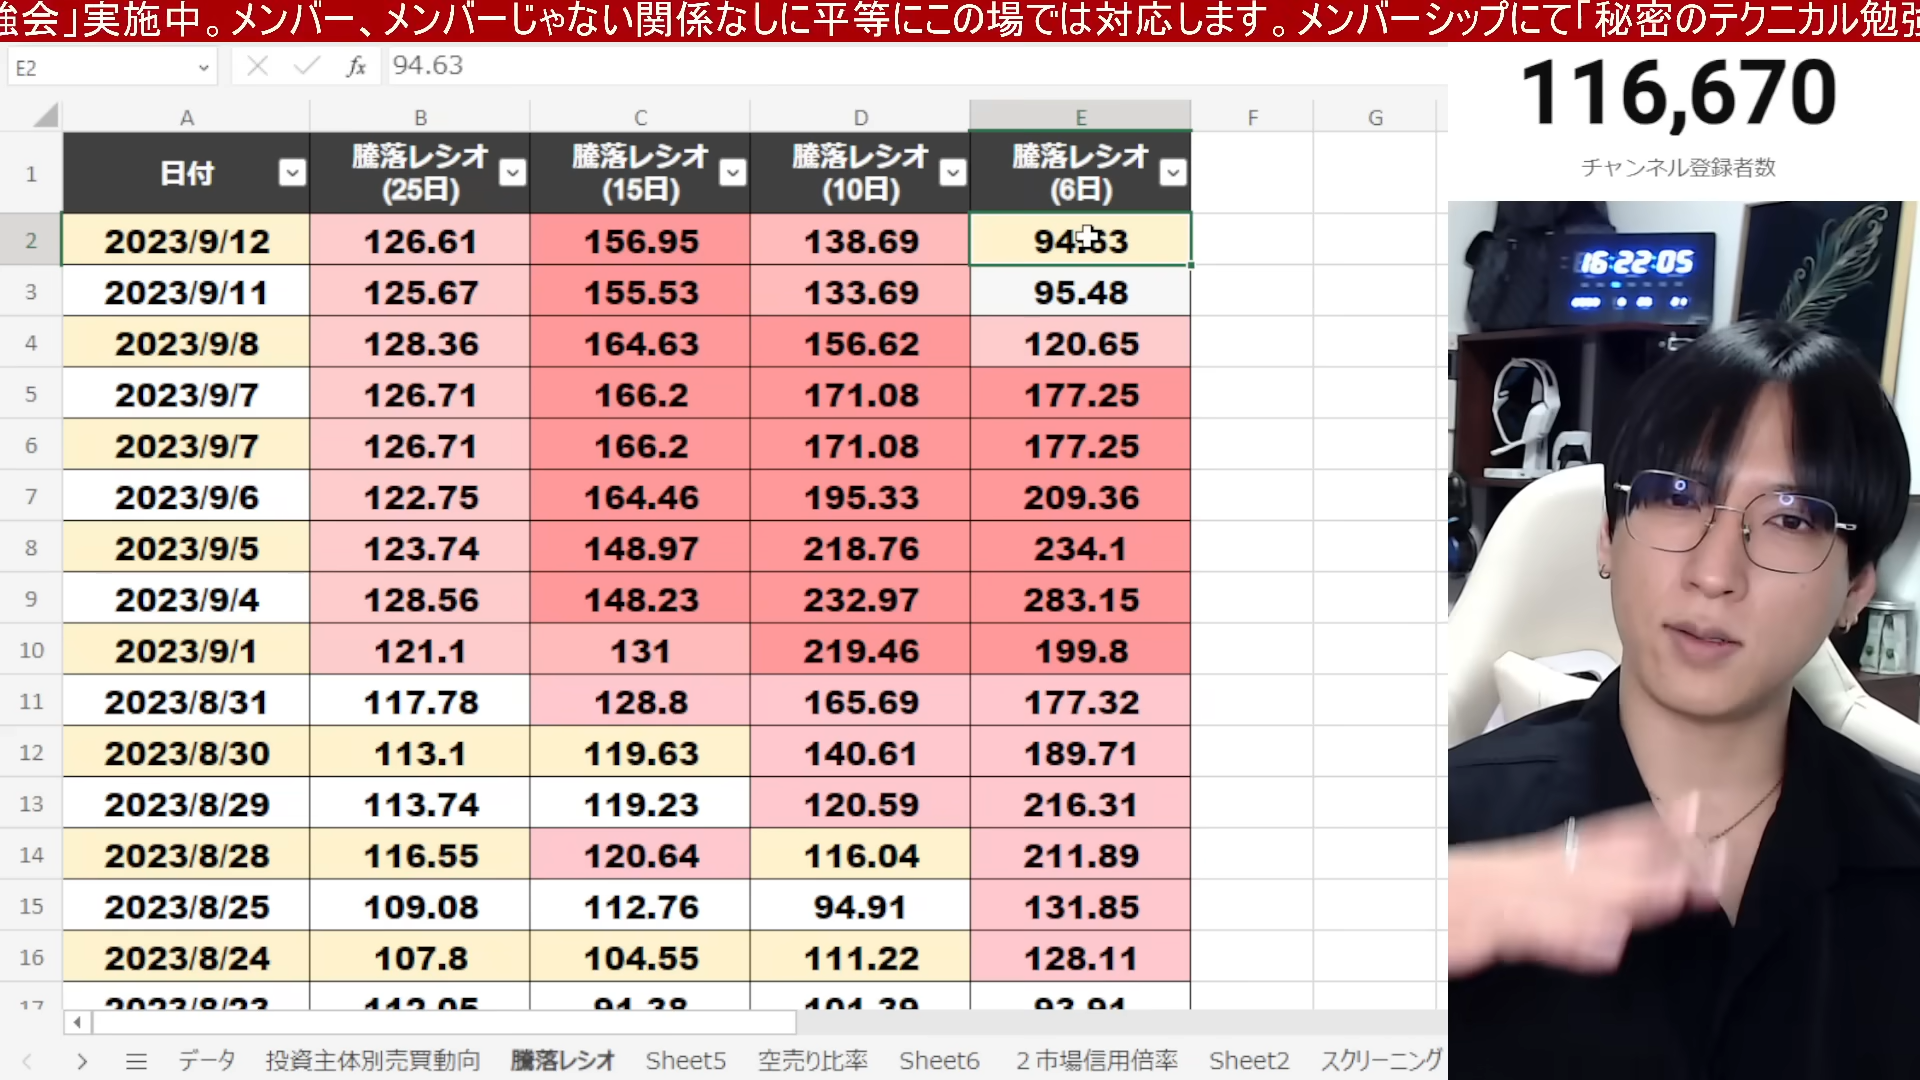 強会」実施中。メンバー、メンバーじゃない関係なしに平等にこの場では対応します。メンバーシップにて「秘密のテクニカル勉強
E2 fx 94.63
116,670
チャンネル登録者数
A B C D E F G
1 日付 騰落レシオ(25日) 騰落レシオ(15日) 騰落レシオ(10日) 騰落レシオ(6日)
2 2023/9/12 126.61 156.95 138.69 94.63
3 2023/9/11 125.67 155.53 133.69 95.48
4 2023/9/8 128.36 164.63 156.62 120.65
5 2023/9/7 126.71 166.2 171.08 177.25
6 2023/9/7 126.71 166.2 171.08 177.25
7 2023/9/6 122.75 164.46 195.33 209.36
8 2023/9/5 123.74 148.97 218.76 234.1
9 2023/9/4 128.56 148.23 232.97 283.15
10 2023/9/1 121.1 131 219.46 199.8
11 2023/8/31 117.78 128.8 165.69 177.32
12 2023/8/30 113.1 119.63 140.61 189.71
13 2023/8/29 113.74 119.23 120.59 216.31
14 2023/8/28 116.55 120.64 116.04 211.89
15 2023/8/25 109.08 112.76 94.91 131.85
16 2023/8/24 107.8 104.55 111.22 128.11
17 2023/8/23 112.05 91.38 101.39 93.91
データ 投資主体別売買動向 騰落レシオ Sheet5 空売り比率 Sheet6 2市場信用倍率 Sheet2 スクリーニング
16:22:05